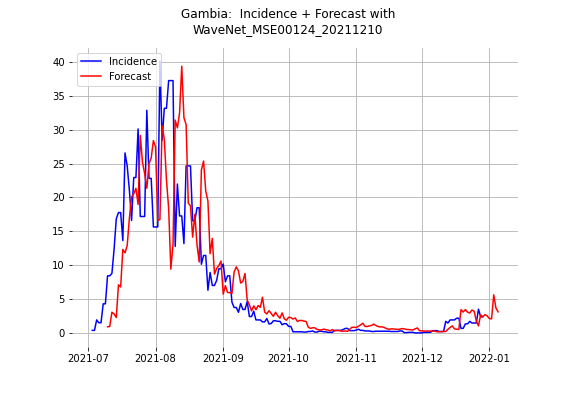 Gambia:  Incidence + Forecast with
WaveNet_MSE00124_20211210
Incidence
Forecast
40
35
30
25
20
15
10
5
0
2021-07 2021-08 2021-09 2021-10 2021-11 2021-12 2022-01